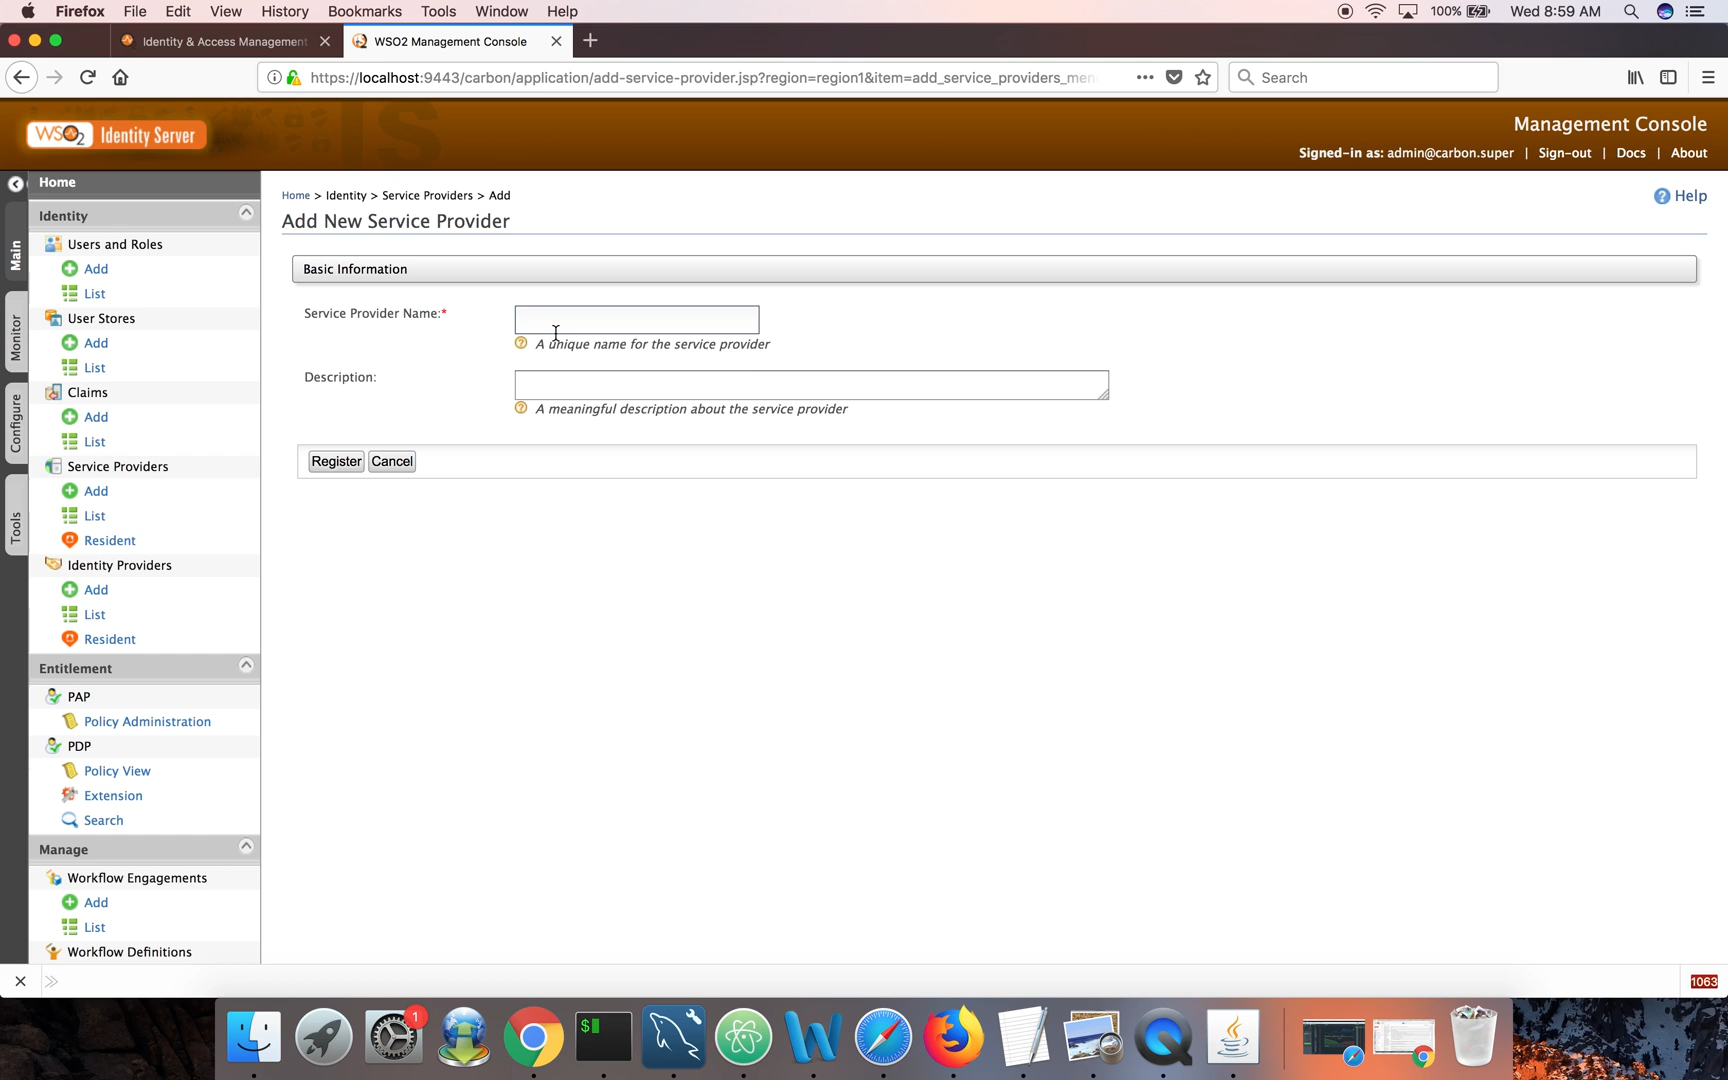 Firefox File Edit View History Bookmarks Tools Window Help 100% Wed 8:59 AM
Identity & Access Management
WSO2 Management Console
https://localhost:9443/carbon/application/add-service-provider.jsp?region=region1&item=add_service_providers_men
Search
WSO2 Identity Server
Management Console
Signed-in as: admin@carbon.super | Sign-out | Docs | About
Main
Monitor
Configure
Tools
Home
Identity
Users and Roles
Add
List
User Stores
Add
List
Claims
Add
List
Service Providers
Add
List
Resident
Identity Providers
Add
List
Resident
Entitlement
PAP
Policy Administration
PDP
Policy View
Extension
Search
Manage
Workflow Engagements
Add
List
Workflow Definitions
Home > Identity > Service Providers > Add
Help
Add New Service Provider
Basic Information
Service Provider Name:*
A unique name for the service provider
Description:
A meaningful description about the service provider
Register Cancel
1063
1
$
W